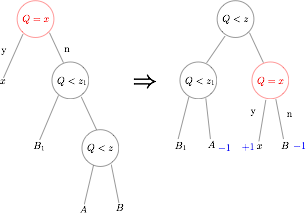 Q = x
Q < z
y
n
x
Q < z₁
⇒
Q < z₁
Q = x
y
n
B₁
Q < z
B₁
A −1
+1 x
B −1
A
B